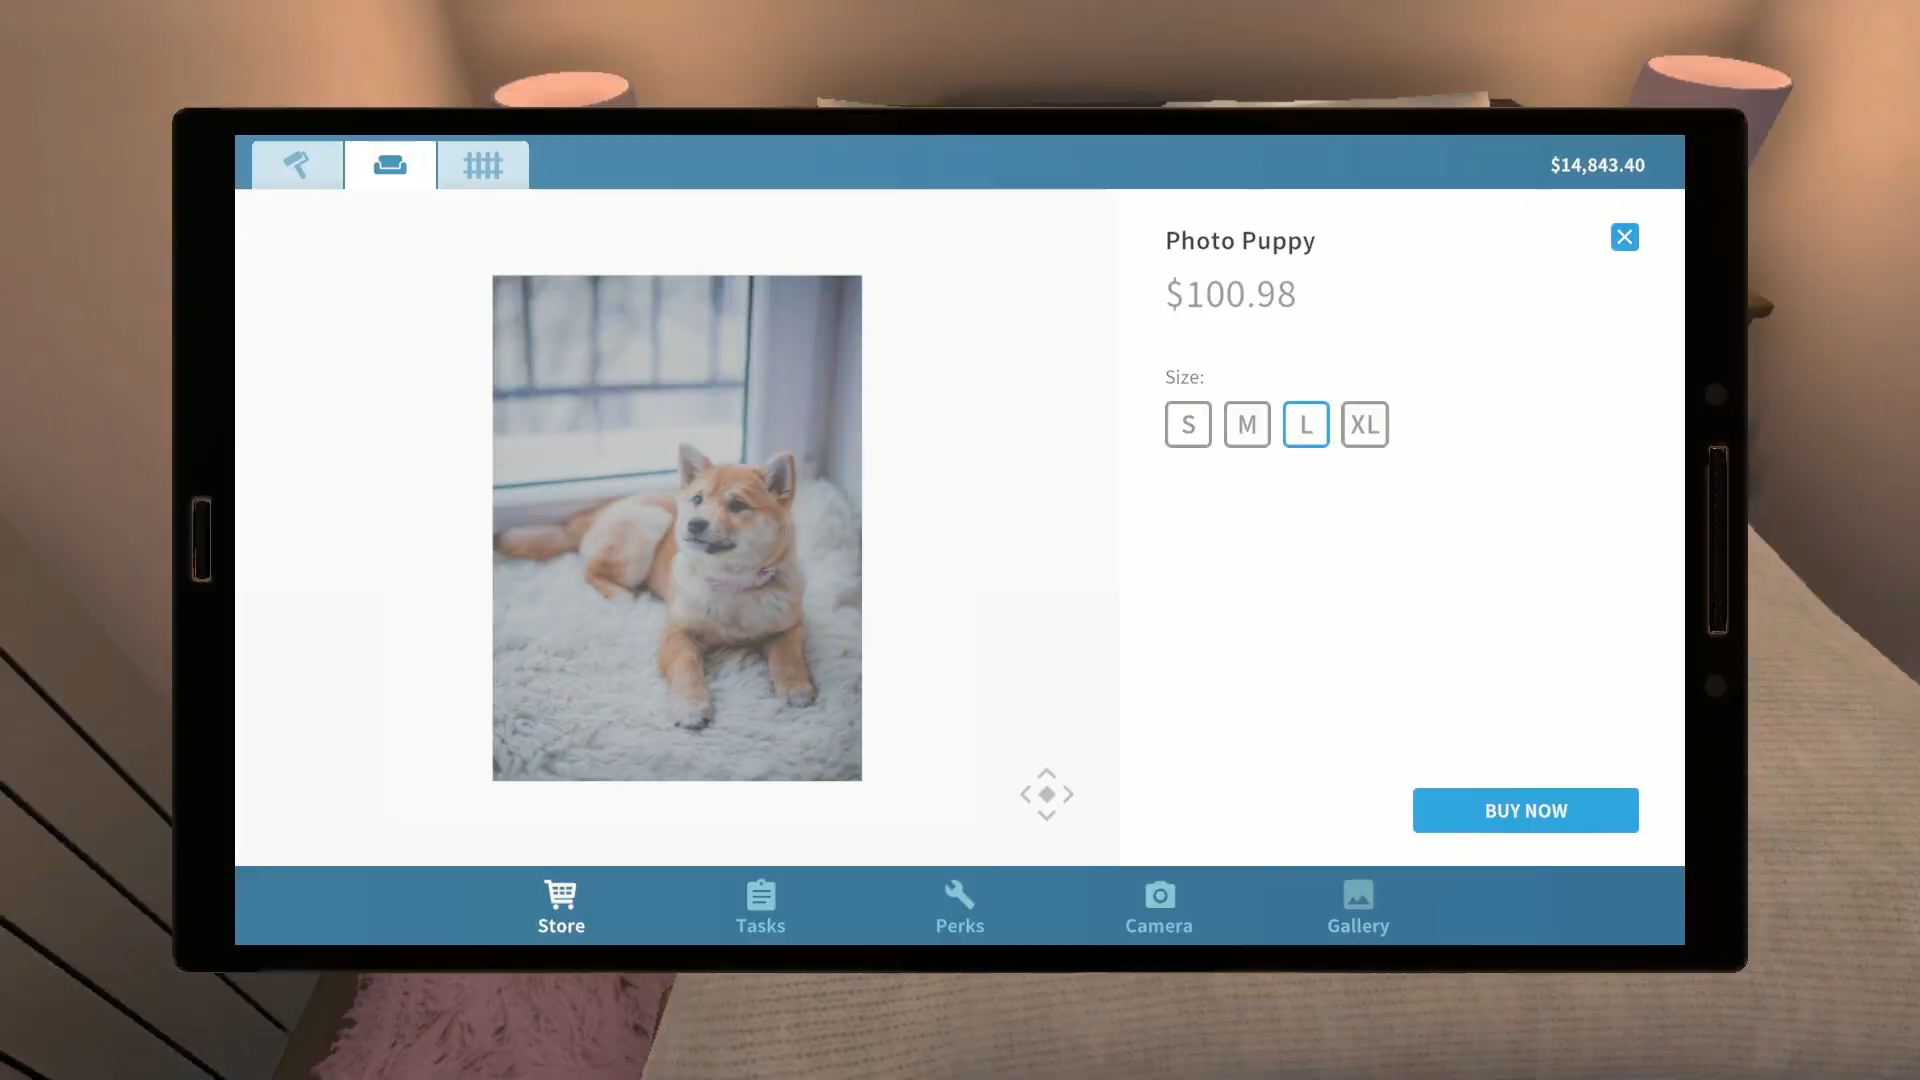 $14,843.40
Photo Puppy
$100.98
Size:
S M L XL
BUY NOW
Store Tasks Perks Camera Gallery